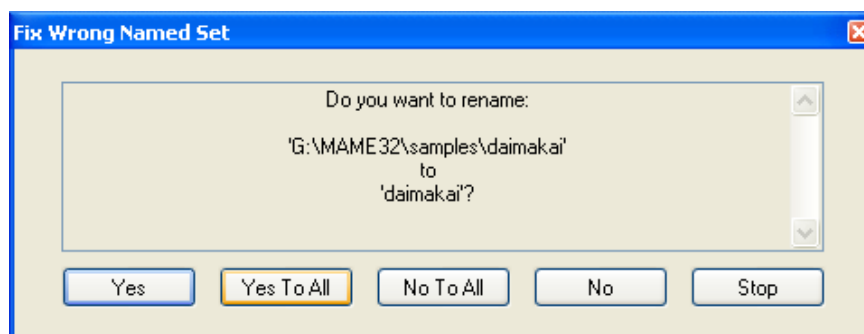 Fix Wrong Named Set
Do you want to rename:
'G:\MAME32\samples\daimakai'
to
'daimakai'?
Yes
Yes To All
No To All
No
Stop